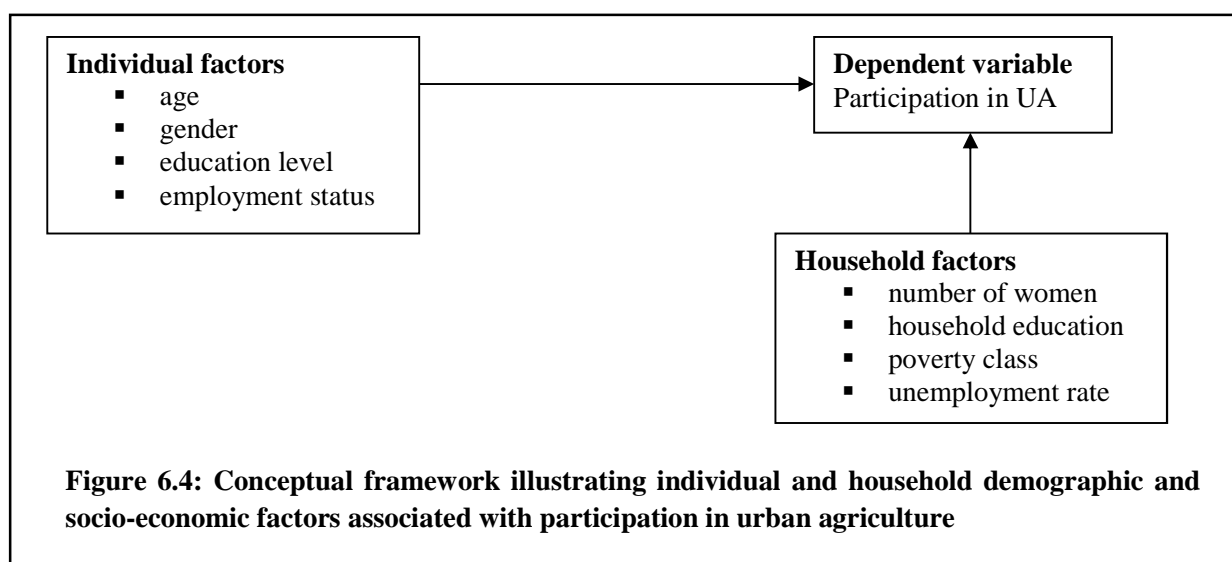 Individual factors
▪ age
▪ gender
▪ education level
▪ employment status
Dependent variable
Participation in UA
Household factors
▪ number of women
▪ household education
▪ poverty class
▪ unemployment rate
Figure 6.4: Conceptual framework illustrating individual and household demographic and
socio-economic factors associated with participation in urban agriculture